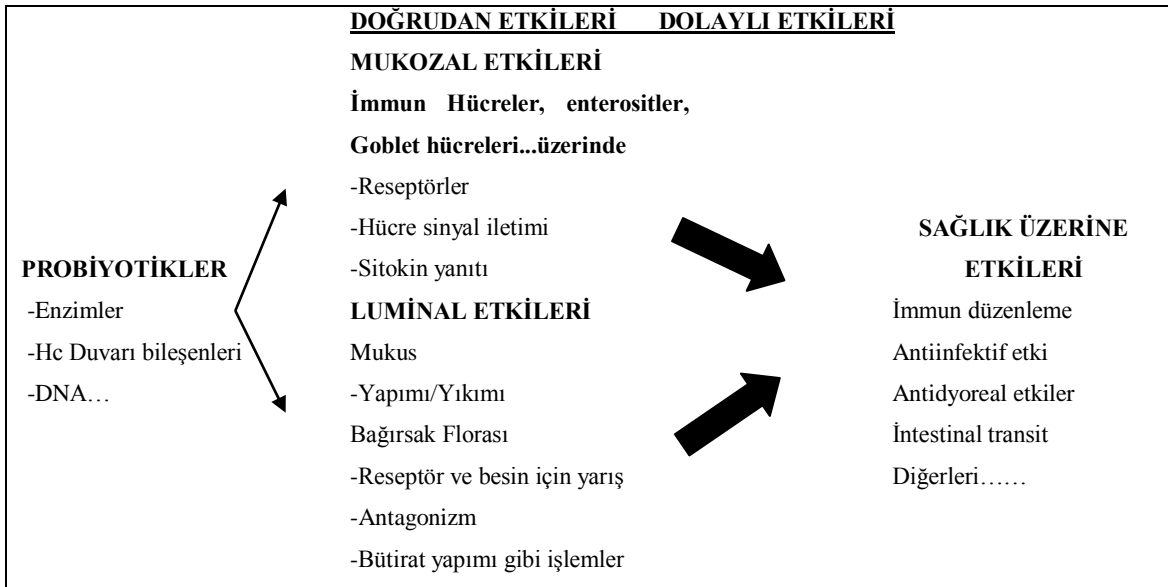 DOĞRUDAN ETKİLERİ DOLAYLI ETKİLERİ
MUKOZAL ETKİLERİ
İmmun Hücreler, enterositler,
Goblet hücreleri...üzerinde
-Reseptörler
-Hücre sinyal iletimi
-Sitokin yanıtı
LUMİNAL ETKİLERİ
Mukus
-Yapımı/Yıkımı
Bağırsak Florası
-Reseptör ve besin için yarış
-Antagonizm
-Bütirat yapımı gibi işlemler
PROBİYOTİKLER
-Enzimler
-Hc Duvarı bileşenleri
-DNA…
SAĞLIK ÜZERİNE
ETKİLERİ
İmmun düzenleme
Antiinfektif etki
Antidyoreal etkiler
İntestinal transit
Diğerleri……